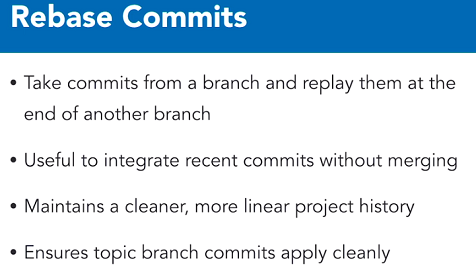 Rebase Commits
• Take commits from a branch and replay them at the
end of another branch
• Useful to integrate recent commits without merging
• Maintains a cleaner, more linear project history
• Ensures topic branch commits apply cleanly